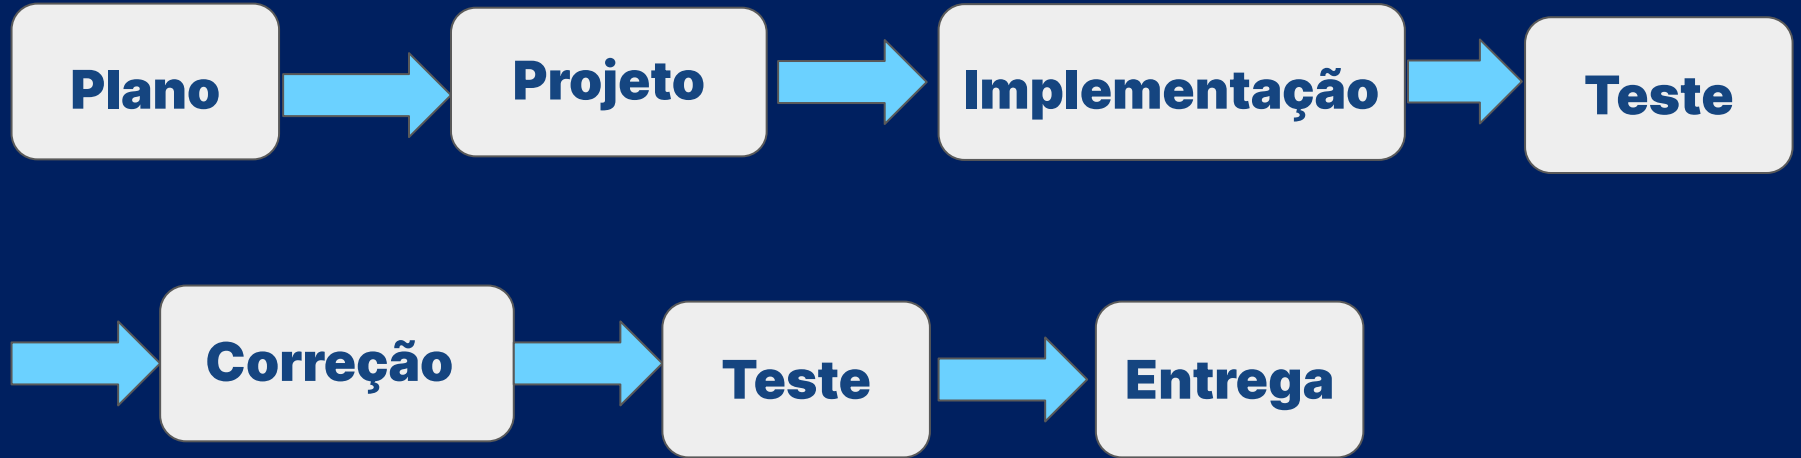 Plano
Projeto
Implementação
Teste
Correção
Teste
Entrega